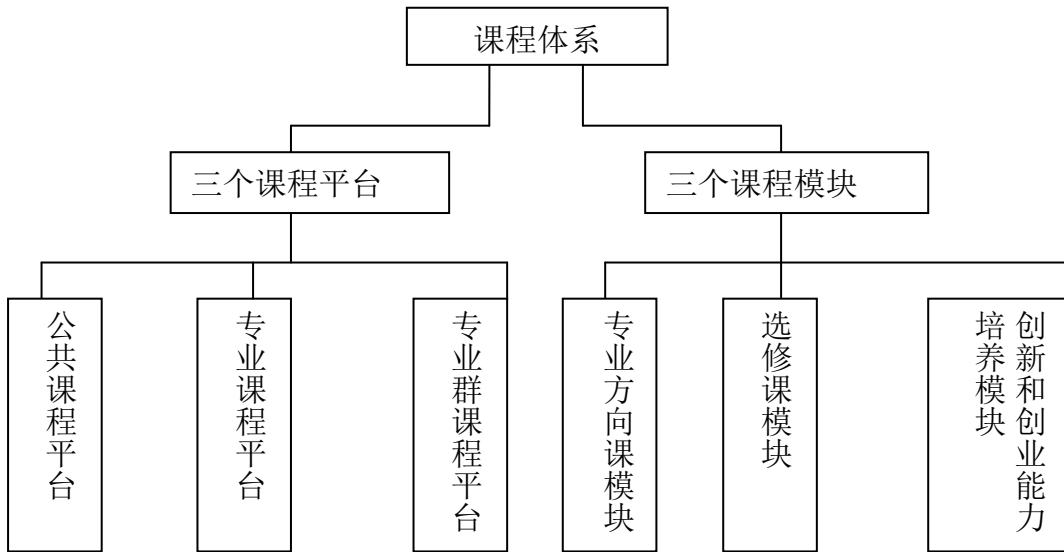 课程体系
三个课程平台
三个课程模块
公共课程平台
专业课程平台
专业群课程平台
专业方向课模块
选修课模块
创新和创业能力
培养模块